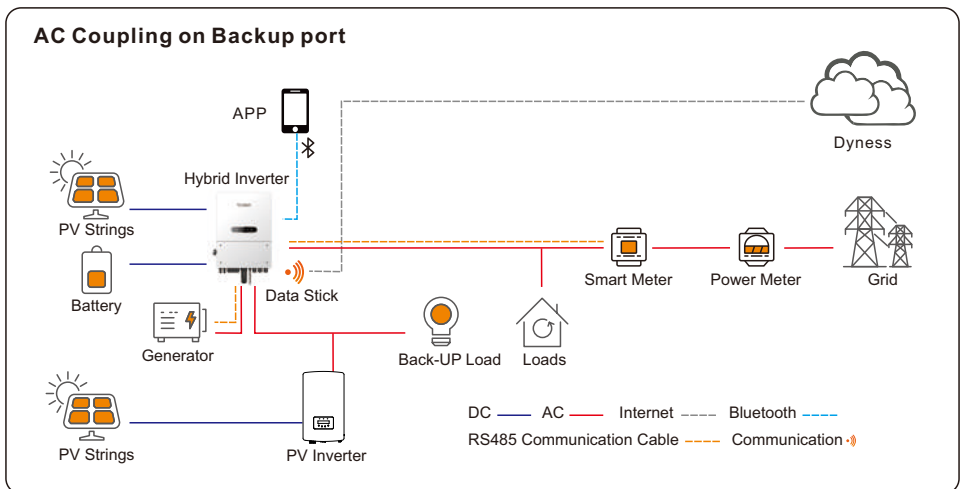 AC Coupling on Backup port
APP
Dyness
Hybrid Inverter
PV Strings
Battery
Data Stick
Smart Meter
Power Meter
Grid
Generator
Back-UP Load
Loads
PV Strings
PV Inverter
DC AC Internet Bluetooth
RS485 Communication Cable Communication